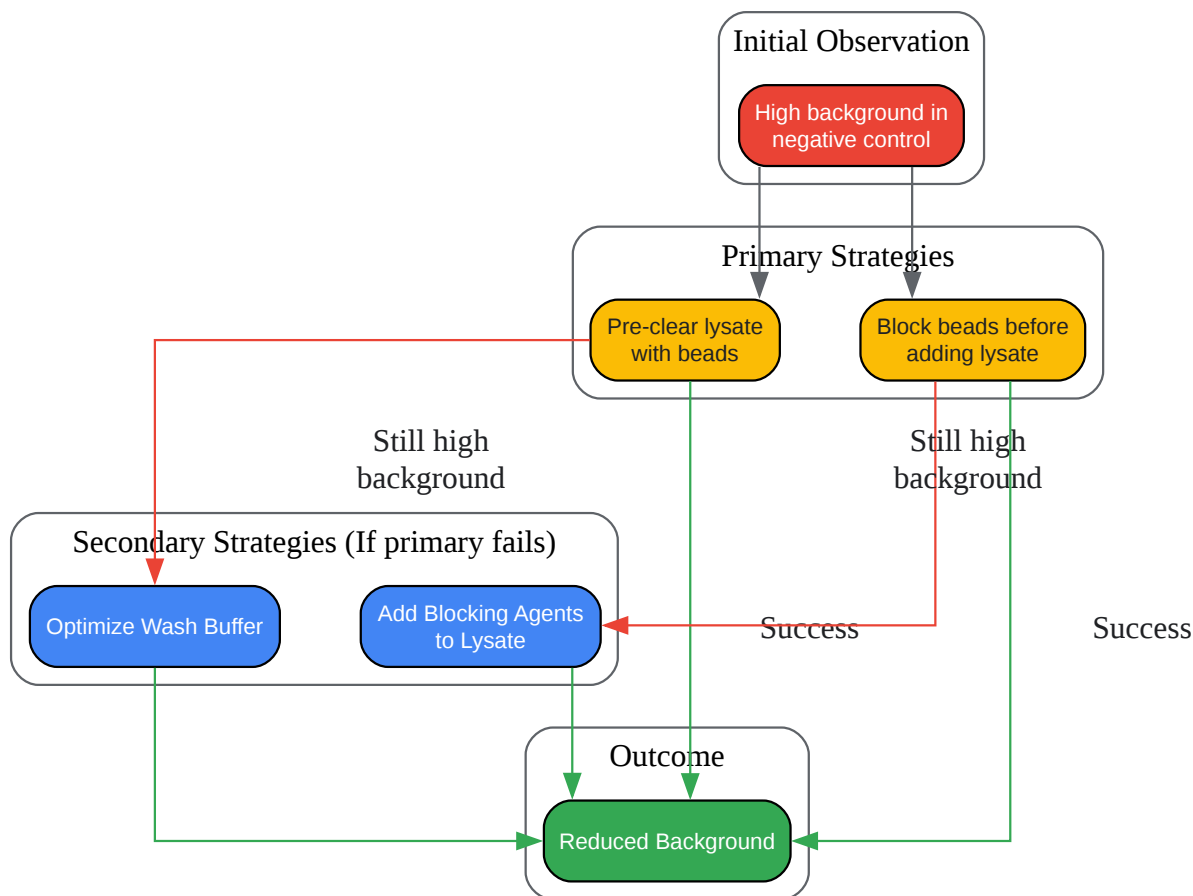 Initial Observation
High background in
negative control
Primary Strategies
Pre-clear lysate
with beads
Block beads before
adding lysate
Still high
background
Still high
background
Secondary Strategies (If primary fails)
Optimize Wash Buffer
Add Blocking Agents
to Lysate
Success
Success
Outcome
Reduced Background